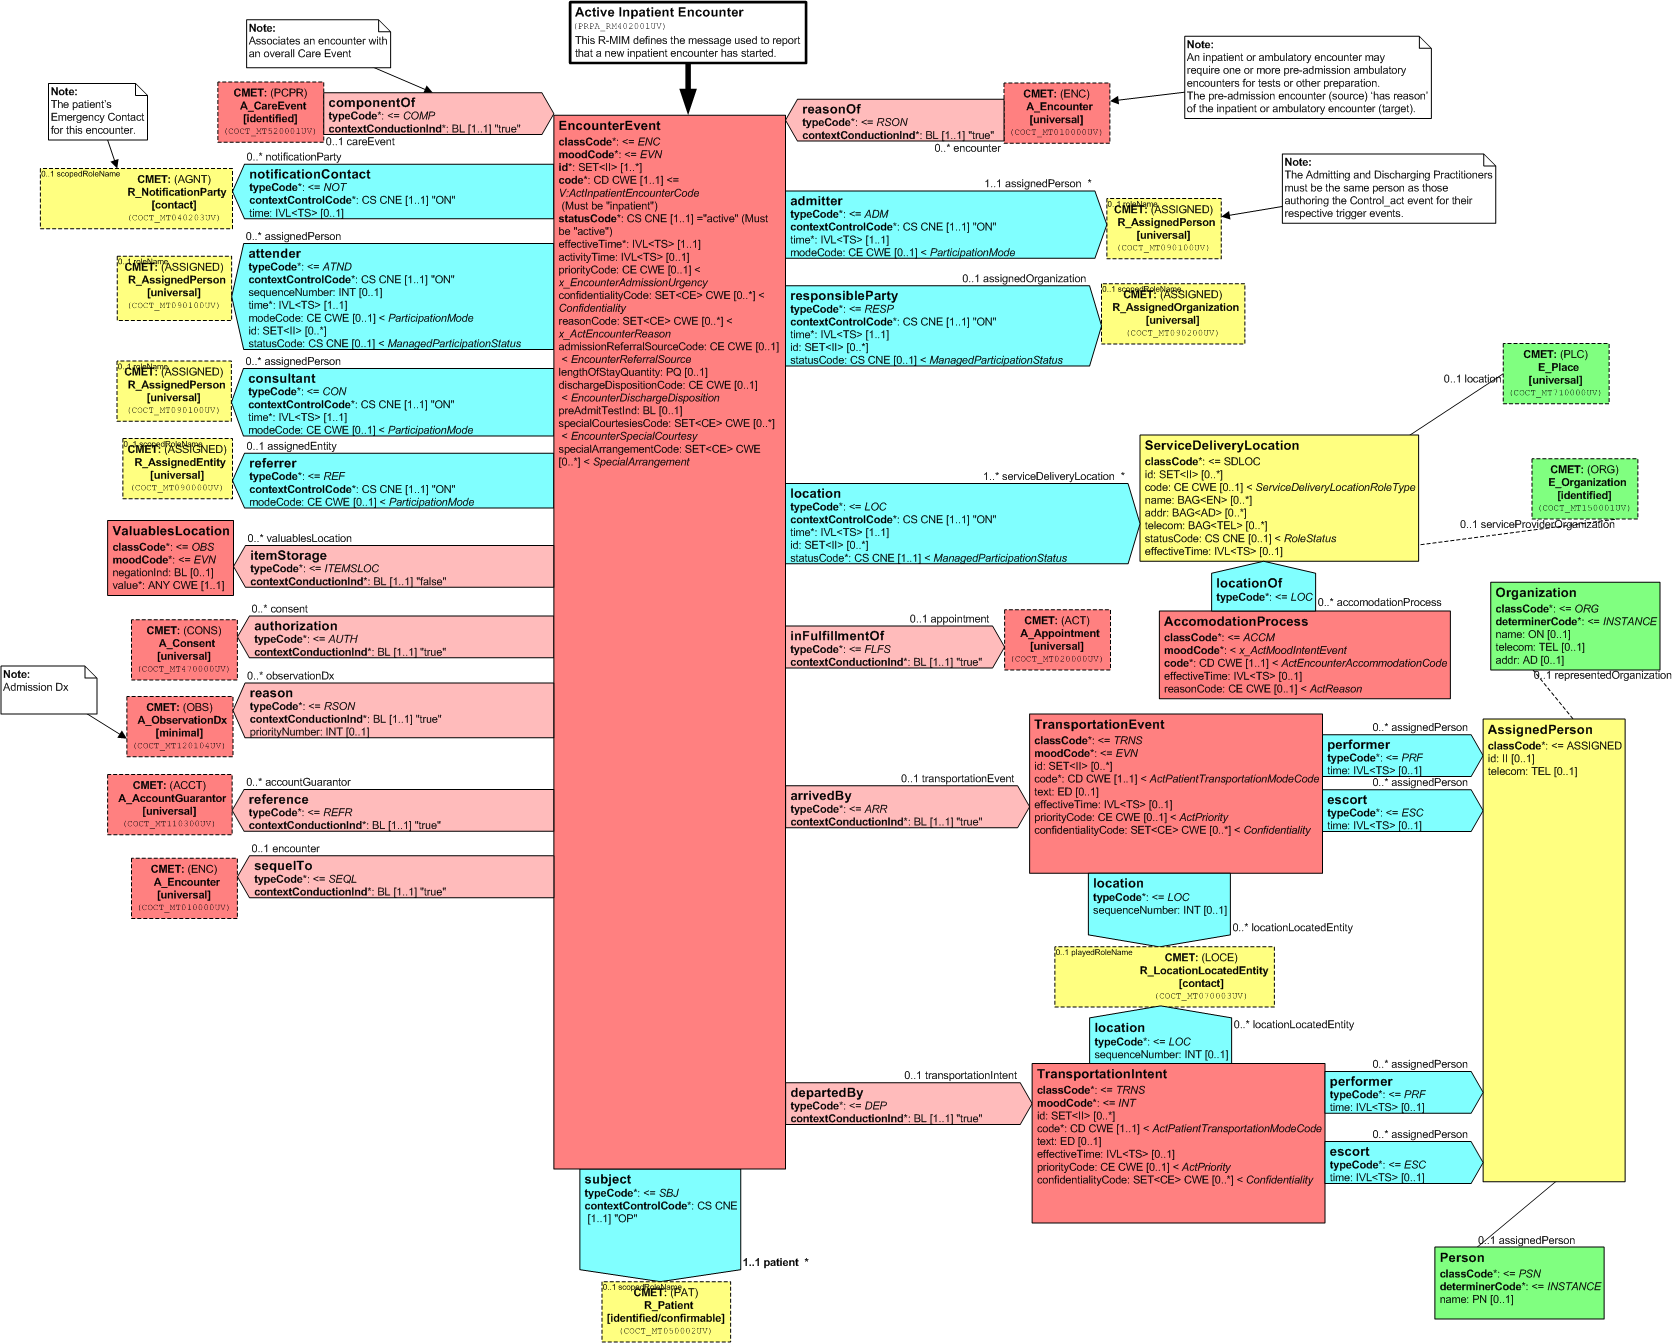 Active Inpatient Encounter
(PRPA_RM402001UV)
This R-MIM defines the message used to report
that a new inpatient encounter has started.
Note:
Associates an encounter with
an overall Care Event
Note:
An inpatient or ambulatory encounter may
require one or more pre-admission ambulatory
encounters for tests or other preparation.
The pre-admission encounter (source) 'has reason'
of the inpatient or ambulatory encounter (target).
Note:
The patient's
Emergency Contact
for this encounter.
CMET: (PCPR)
A_CareEvent
[identified]
(COCT_MT520001UV)
componentOf
typeCode*: <= COMP
contextConductionInd*: BL [1..1] "true"
0..1 careEvent
reasonOf
typeCode*: <= RSON
contextConductionInd*: BL [1..1] "true"
0..* encounter
CMET: (ENC)
A_Encounter
[universal]
(COCT_MT010000UV)
Note:
The Admitting and Discharging Practitioners
must be the same person as those
authoring the Control_act event for their
respective trigger events.
EncounterEvent
classCode*: <= ENC
moodCode*: <= EVN
id*: SET<II> [1..*]
code*: CD CWE [1..1] <=
V:ActInpatientEncounterCode
(Must be "inpatient")
statusCode*: CS CNE [1..1] ="active" (Must
be "active")
effectiveTime*: IVL<TS> [1..1]
activityTime: IVL<TS> [0..1]
priorityCode: CE CWE [0..1] <
x_EncounterAdmissionUrgency
confidentialityCode: SET<CE> CWE [0..*] <
Confidentiality
reasonCode: SET<CE> CWE [0..*] <
x_ActEncounterReason
admissionReferralSourceCode: CE CWE [0..1]
< EncounterReferralSource
lengthOfStayQuantity: PQ [0..1]
dischargeDispositionCode: CE CWE [0..1]
< EncounterDischargeDisposition
preAdmitTestInd: BL [0..1]
specialCourtesiesCode: SET<CE> CWE [0..*]
< EncounterSpecialCourtesy
specialArrangementCode: SET<CE> CWE
[0..*] < SpecialArrangement
0..* notificationParty
notificationContact
typeCode*: <= NOT
contextControlCode*: CS CNE [1..1] "ON"
time: IVL<TS> [0..1]
0..1 scopedRoleName
CMET: (AGNT)
R_NotificationParty
[contact]
(COCT_MT040203UV)
0..* assignedPerson
attender
typeCode*: <= ATND
contextControlCode*: CS CNE [1..1] "ON"
sequenceNumber: INT [0..1]
time*: IVL<TS> [1..1]
modeCode: CE CWE [0..1] < ParticipationMode
id: SET<II> [0..*]
statusCode: CS CNE [0..1] < ManagedParticipationStatus
0..1 roleName
CMET: (ASSIGNED)
R_AssignedPerson
[universal]
(COCT_MT090100UV)
0..* assignedPerson
consultant
typeCode*: <= CON
contextControlCode*: CS CNE [1..1] "ON"
time*: IVL<TS> [1..1]
modeCode: CE CWE [0..1] < ParticipationMode
0..1 roleName
CMET: (ASSIGNED)
R_AssignedPerson
[universal]
(COCT_MT090100UV)
0..1 assignedEntity
referrer
typeCode*: <= REF
contextControlCode*: CS CNE [1..1] "ON"
modeCode: CE CWE [0..1] < ParticipationMode
0..1 scopedRoleName
CMET: (ASSIGNED)
R_AssignedEntity
[universal]
(COCT_MT090000UV)
ValuablesLocation
classCode*: <= OBS
moodCode*: <= EVN
negationInd: BL [0..1]
value*: ANY CWE [1..1]
0..* valuablesLocation
itemStorage
typeCode*: <= ITEMSLOC
contextConductionInd*: BL [1..1] "false"
0..* consent
authorization
typeCode*: <= AUTH
contextConductionInd*: BL [1..1] "true"
CMET: (CONS)
A_Consent
[universal]
(COCT_MT470000UV)
Note:
Admission Dx
0..* observationDx
reason
typeCode*: <= RSON
contextConductionInd*: BL [1..1] "true"
priorityNumber: INT [0..1]
CMET: (OBS)
A_ObservationDx
[minimal]
(COCT_MT120104UV)
0..* accountGuarantor
reference
typeCode*: <= REFR
contextConductionInd*: BL [1..1] "true"
CMET: (ACCT)
A_AccountGuarantor
[universal]
(COCT_MT110300UV)
0..1 encounter
sequelTo
typeCode*: <= SEQL
contextConductionInd*: BL [1..1] "true"
CMET: (ENC)
A_Encounter
[universal]
(COCT_MT010000UV)
1..1 assignedPerson *
admitter
typeCode*: <= ADM
contextControlCode*: CS CNE [1..1] "ON"
time*: IVL<TS> [1..1]
modeCode: CE CWE [0..1] < ParticipationMode
0..1 roleName
CMET: (ASSIGNED)
R_AssignedPerson
[universal]
(COCT_MT090100UV)
0..1 assignedOrganization
responsibleParty
typeCode*: <= RESP
contextControlCode*: CS CNE [1..1] "ON"
time*: IVL<TS> [1..1]
id: SET<II> [0..*]
statusCode: CS CNE [0..1] < ManagedParticipationStatus
0..1 scopedRoleName
CMET: (ASSIGNED)
R_AssignedOrganization
[universal]
(COCT_MT090200UV)
CMET: (PLC)
E_Place
[universal]
(COCT_MT710000UV)
0..1 location
1..* serviceDeliveryLocation *
location
typeCode*: <= LOC
contextControlCode*: CS CNE [1..1] "ON"
time*: IVL<TS> [1..1]
id: SET<II> [0..*]
statusCode*: CS CNE [1..1] < ManagedParticipationStatus
ServiceDeliveryLocation
classCode*: <= SDLOC
id: SET<II> [0..*]
code: CE CWE [0..1] < ServiceDeliveryLocationRoleType
name: BAG<EN> [0..*]
addr: BAG<AD> [0..*]
telecom: BAG<TEL> [0..*]
statusCode: CS CNE [0..1] < RoleStatus
effectiveTime: IVL<TS> [0..1]
CMET: (ORG)
E_Organization
[identified]
(COCT_MT150001UV)
0..1 serviceProviderOrganization
locationOf
typeCode*: <= LOC
0..* accomodationProcess
AccomodationProcess
classCode*: <= ACCM
moodCode*: < x_ActMoodIntentEvent
code*: CD CWE [1..1] < ActEncounterAccommodationCode
effectiveTime: IVL<TS> [0..1]
reasonCode: CE CWE [0..1] < ActReason
0..1 appointment
inFulfillmentOf
typeCode*: <= FLFS
contextConductionInd*: BL [1..1] "true"
CMET: (ACT)
A_Appointment
[universal]
(COCT_MT020000UV)
Organization
classCode*: <= ORG
determinerCode*: <= INSTANCE
name: ON [0..1]
telecom: TEL [0..1]
addr: AD [0..1]
0..1 representedOrganization
0..1 transportationEvent
arrivedBy
typeCode*: <= ARR
contextConductionInd*: BL [1..1] "true"
TransportationEvent
classCode*: <= TRNS
moodCode*: <= EVN
id: SET<II> [0..*]
code*: CD CWE [1..1] < ActPatientTransportationModeCode
text: ED [0..1]
effectiveTime: IVL<TS> [0..1]
priorityCode: CE CWE [0..1] < ActPriority
confidentialityCode: SET<CE> CWE [0..*] < Confidentiality
0..* assignedPerson
performer
typeCode*: <= PRF
time: IVL<TS> [0..1]
0..* assignedPerson
escort
typeCode*: <= ESC
time: IVL<TS> [0..1]
AssignedPerson
classCode*: <= ASSIGNED
id: II [0..1]
telecom: TEL [0..1]
location
typeCode*: <= LOC
sequenceNumber: INT [0..1]
0..* locationLocatedEntity
0..1 playedRoleName
CMET: (LOCE)
R_LocationLocatedEntity
[contact]
(COCT_MT070003UV)
location
typeCode*: <= LOC
sequenceNumber: INT [0..1]
0..* locationLocatedEntity
0..1 transportationIntent
departedBy
typeCode*: <= DEP
contextConductionInd*: BL [1..1] "true"
TransportationIntent
classCode*: <= TRNS
moodCode*: <= INT
id: SET<II> [0..*]
code*: CD CWE [1..1] < ActPatientTransportationModeCode
text: ED [0..1]
effectiveTime: IVL<TS> [0..1]
priorityCode: CE CWE [0..1] < ActPriority
confidentialityCode: SET<CE> CWE [0..*] < Confidentiality
0..* assignedPerson
performer
typeCode*: <= PRF
time: IVL<TS> [0..1]
0..* assignedPerson
escort
typeCode*: <= ESC
time: IVL<TS> [0..1]
subject
typeCode*: <= SBJ
contextControlCode*: CS CNE
[1..1] "OP"
1..1 patient *
0..1 scopedRoleName
CMET: (PAT)
R_Patient
[identified/confirmable]
(COCT_MT050002UV)
0..1 assignedPerson
Person
classCode*: <= PSN
determinerCode*: <= INSTANCE
name: PN [0..1]